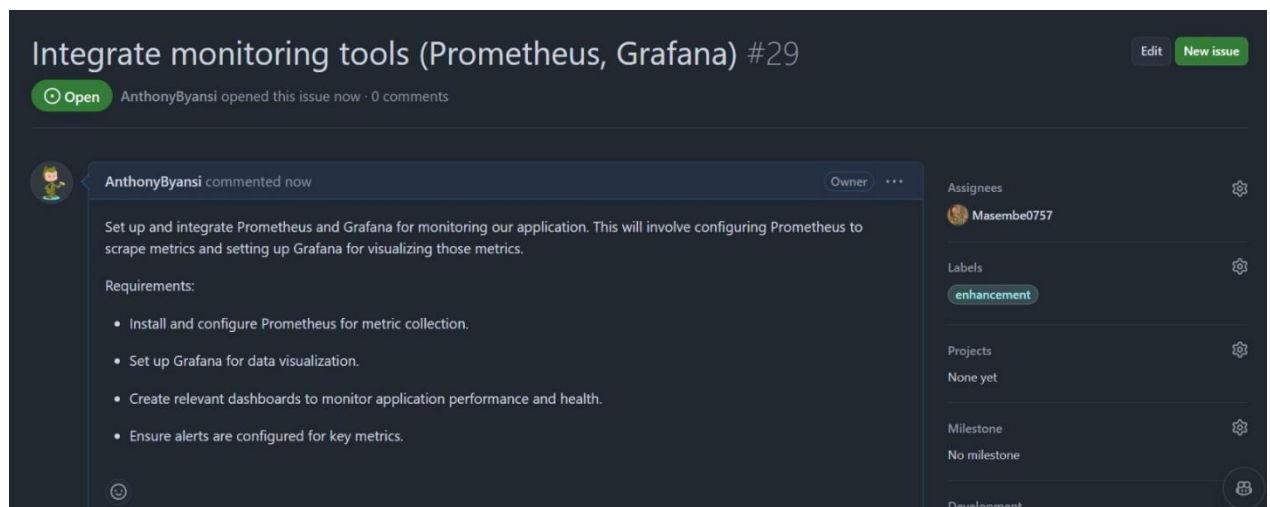 Integrate monitoring tools (Prometheus, Grafana) #29
Edit
New issue
Open
AnthonyByansi opened this issue now · 0 comments
AnthonyByansi commented now
Owner
Set up and integrate Prometheus and Grafana for monitoring our application. This will involve configuring Prometheus to
scrape metrics and setting up Grafana for visualizing those metrics.
Requirements:
• Install and configure Prometheus for metric collection.
• Set up Grafana for data visualization.
• Create relevant dashboards to monitor application performance and health.
• Ensure alerts are configured for key metrics.
Assignees
Masembe0757
Labels
enhancement
Projects
None yet
Milestone
No milestone
Development